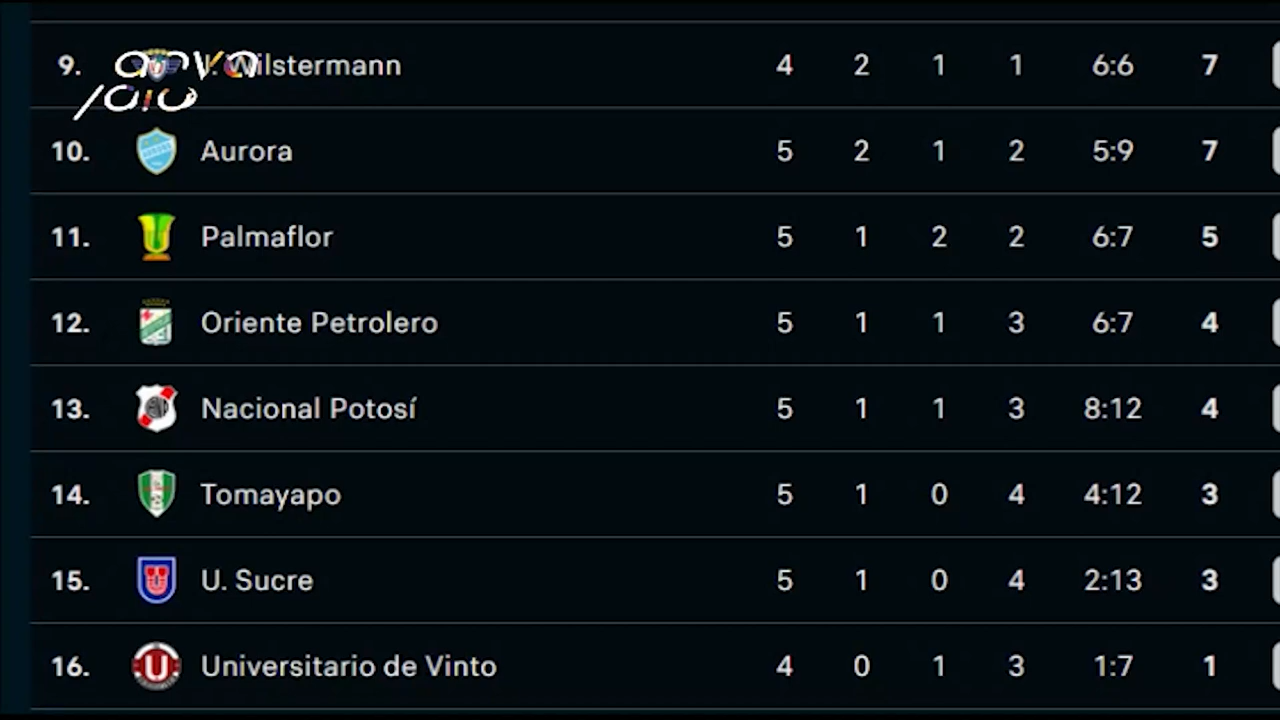 9. J. Wilstermann 4 2 1 1 6:6 7
10. Aurora 5 2 1 2 5:9 7
11. Palmaflor 5 1 2 2 6:7 5
12. Oriente Petrolero 5 1 1 3 6:7 4
13. Nacional Potosí 5 1 1 3 8:12 4
14. Tomayapo 5 1 0 4 4:12 3
15. U. Sucre 5 1 0 4 2:13 3
16. Universitario de Vinto 4 0 1 3 1:7 1